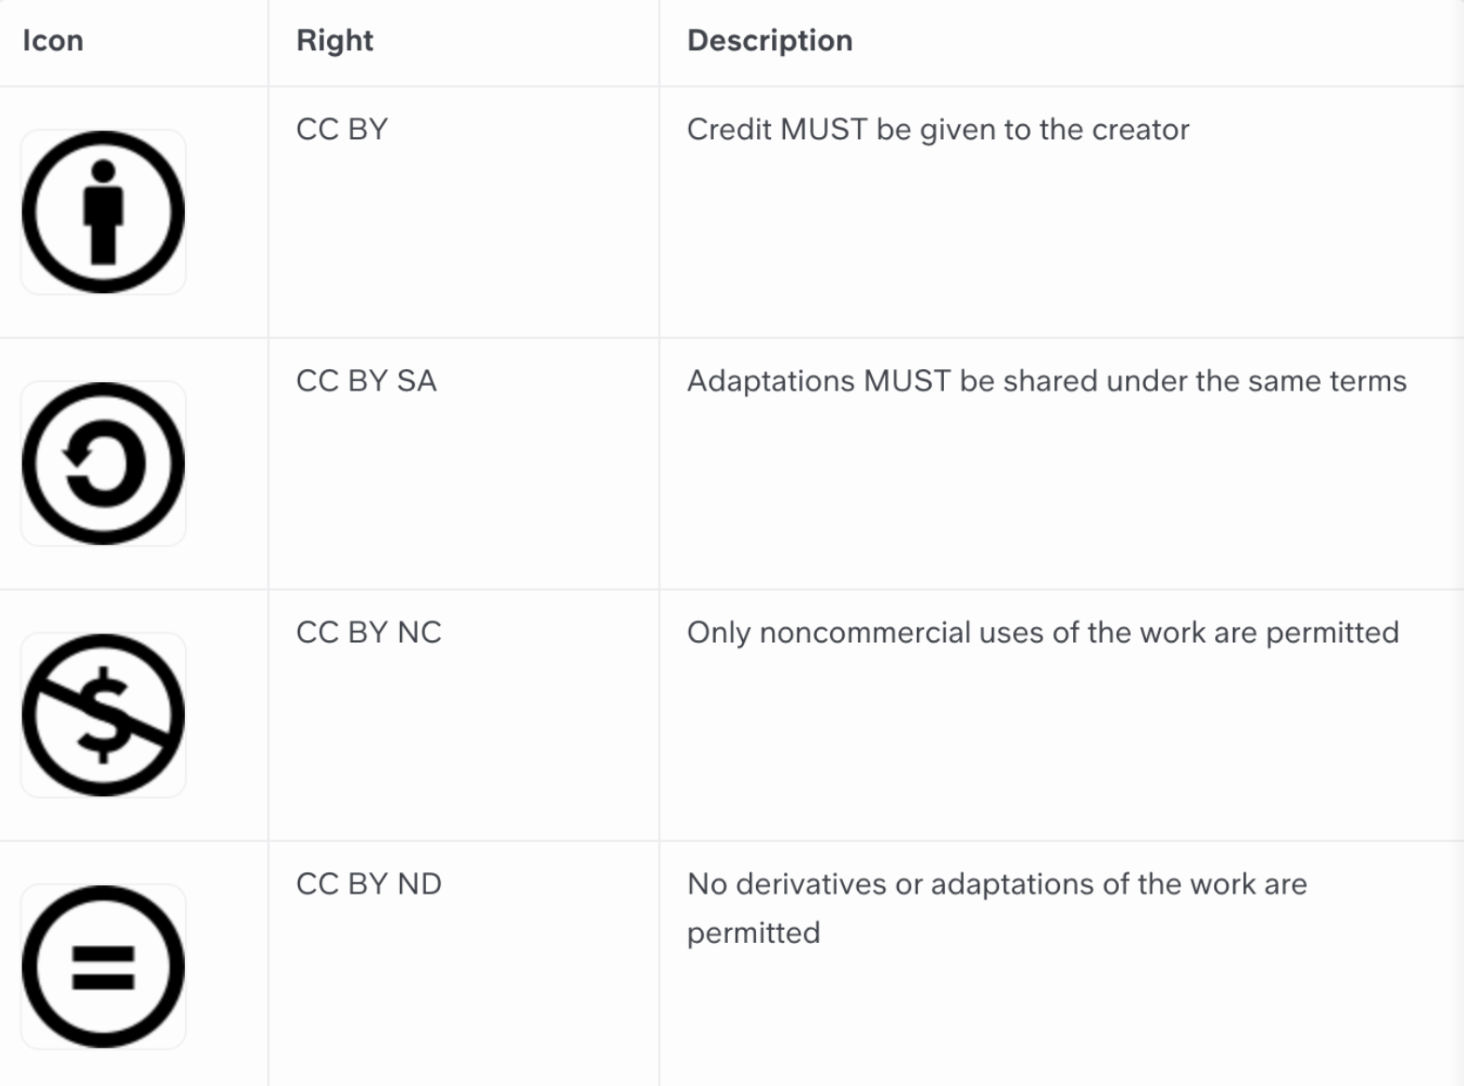 Icon Right Description
CC BY Credit MUST be given to the creator
CC BY SA Adaptations MUST be shared under the same terms
$ CC BY NC Only noncommercial uses of the work are permitted
= CC BY ND No derivatives or adaptations of the work are
permitted